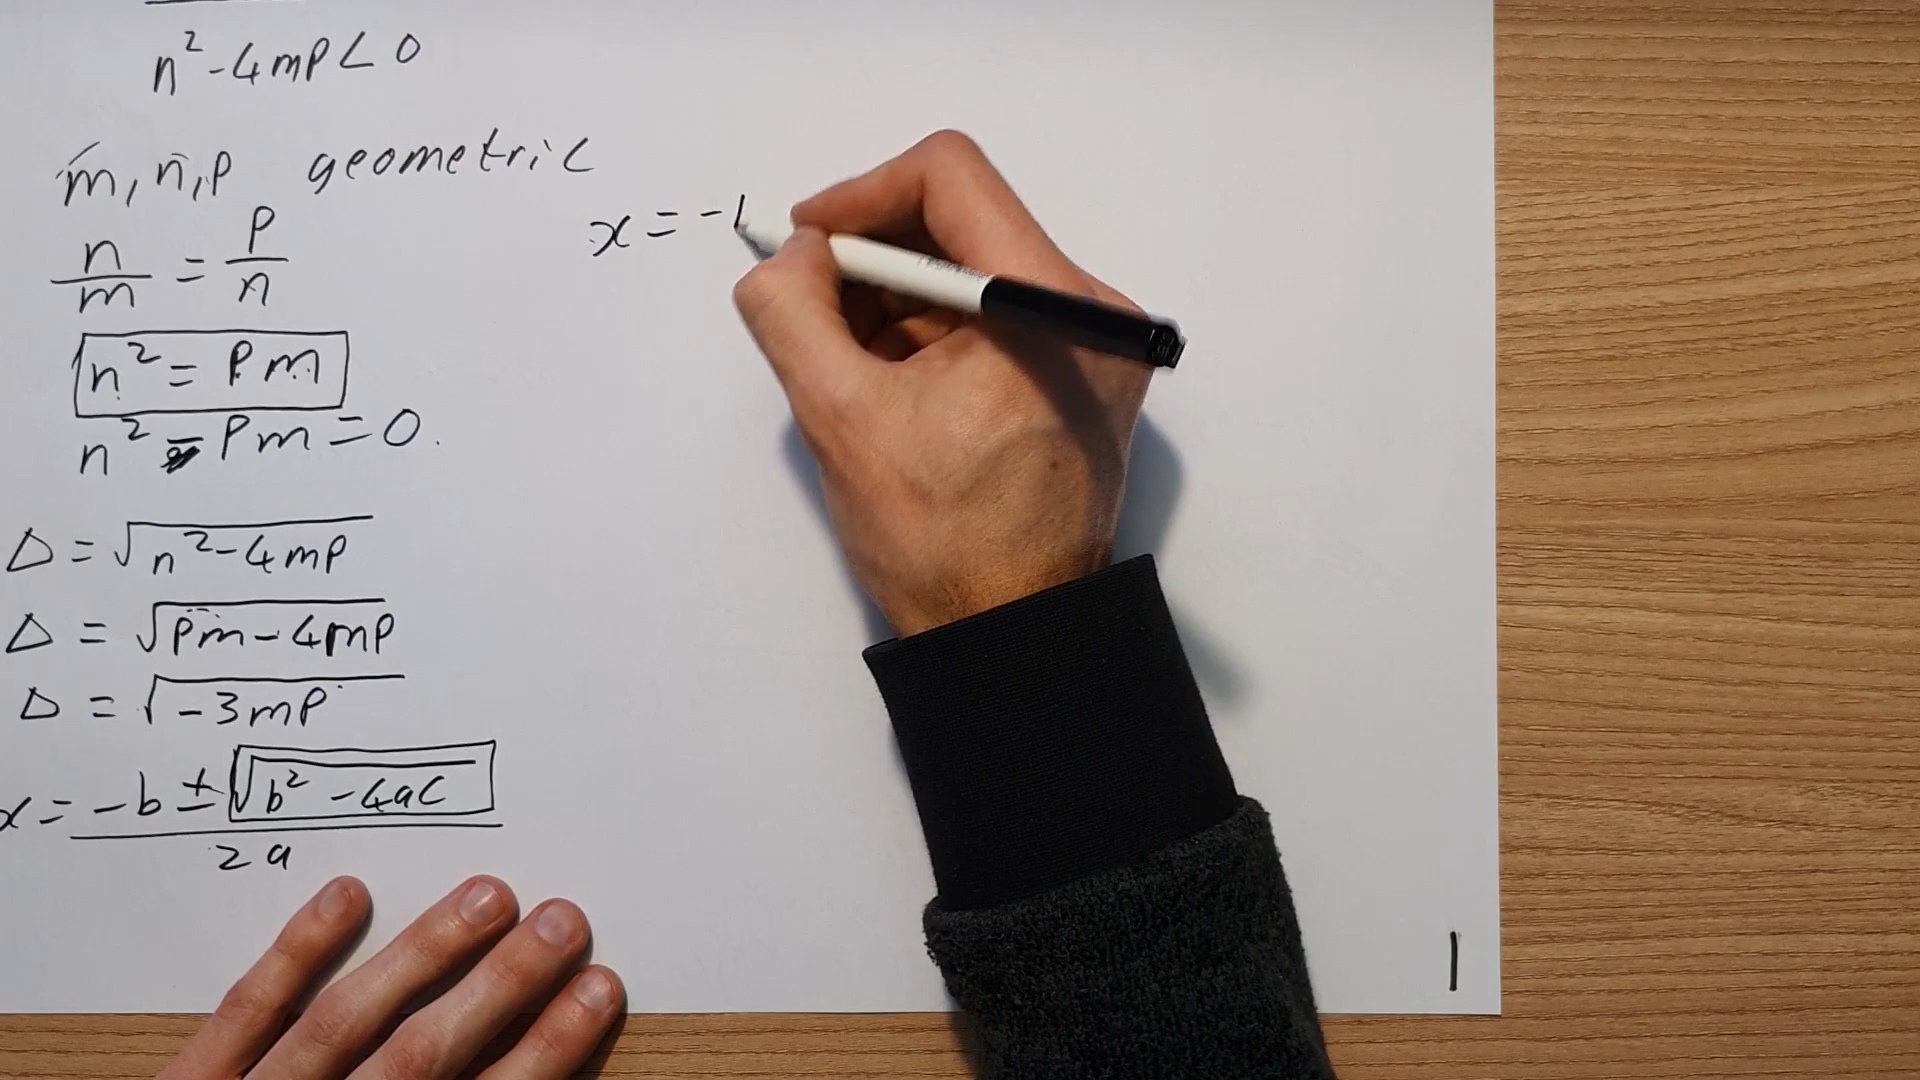 n² - 4mp < 0
m, n, p geometric
n/m = p/n
n² = pm
n² - pm = 0.
Δ = √(n² - 4mp)
Δ = √(pm - 4mp)
Δ = √(-3mp)
x = (-b ± √(b² - 4ac)) / 2a
x = -
1